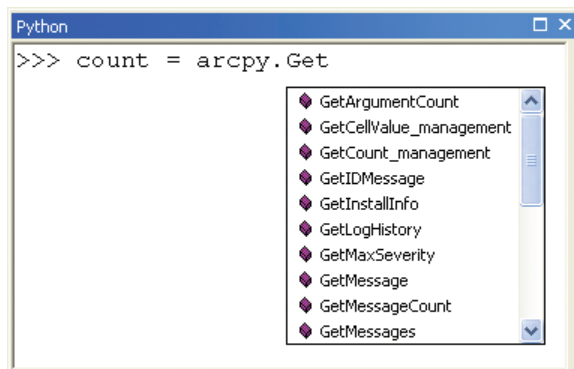 Python
>>> count = arcpy.Get
GetArgumentCount
GetCellValue_management
GetCount_management
GetIDMessage
GetInstallInfo
GetLogHistory
GetMaxSeverity
GetMessage
GetMessageCount
GetMessages